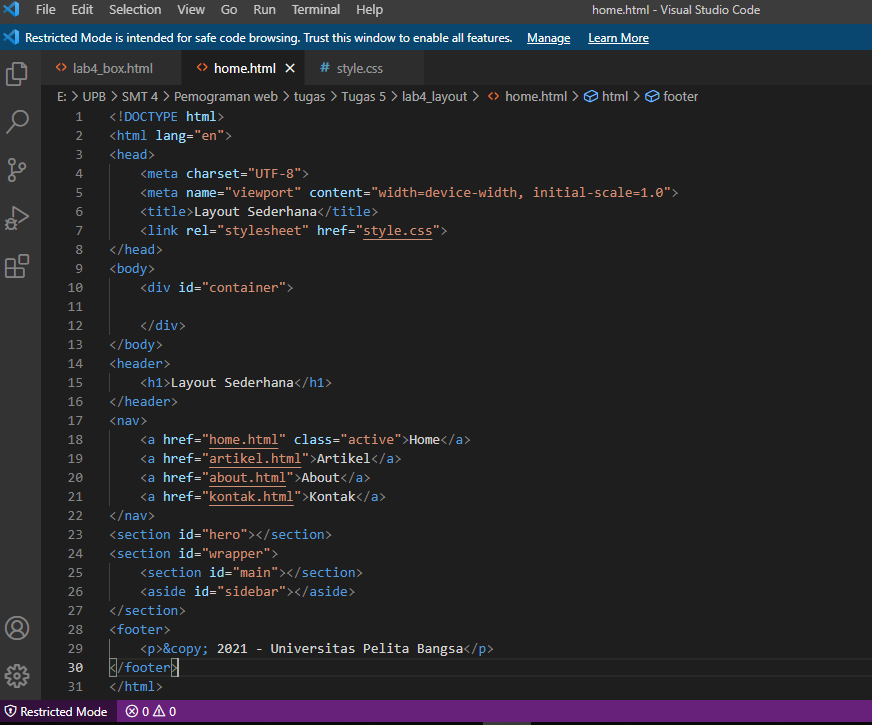 File Edit Selection View Go Run Terminal Help home.html - Visual Studio Code
Restricted Mode is intended for safe code browsing. Trust this window to enable all features. Manage Learn More
<> lab4_box.html <> home.html × # style.css
E: > UPB > SMT 4 > Pemograman web > tugas > Tugas 5 > lab4_layout > <> home.html > html > footer
1 <!DOCTYPE html>
2 <html lang="en">
3 <head>
4     <meta charset="UTF-8">
5     <meta name="viewport" content="width=device-width, initial-scale=1.0">
6     <title>Layout Sederhana</title>
7     <link rel="stylesheet" href="style.css">
8 </head>
9 <body>
10     <div id="container">
11
12     </div>
13 </body>
14 <header>
15     <h1>Layout Sederhana</h1>
16 </header>
17 <nav>
18     <a href="home.html" class="active">Home</a>
19     <a href="artikel.html">Artikel</a>
20     <a href="about.html">About</a>
21     <a href="kontak.html">Kontak</a>
22 </nav>
23 <section id="hero"></section>
24 <section id="wrapper">
25     <section id="main"></section>
26     <aside id="sidebar"></aside>
27 </section>
28 <footer>
29     <p>&copy; 2021 - Universitas Pelita Bangsa</p>
30 </footer>
31 </html>
Restricted Mode 0 0